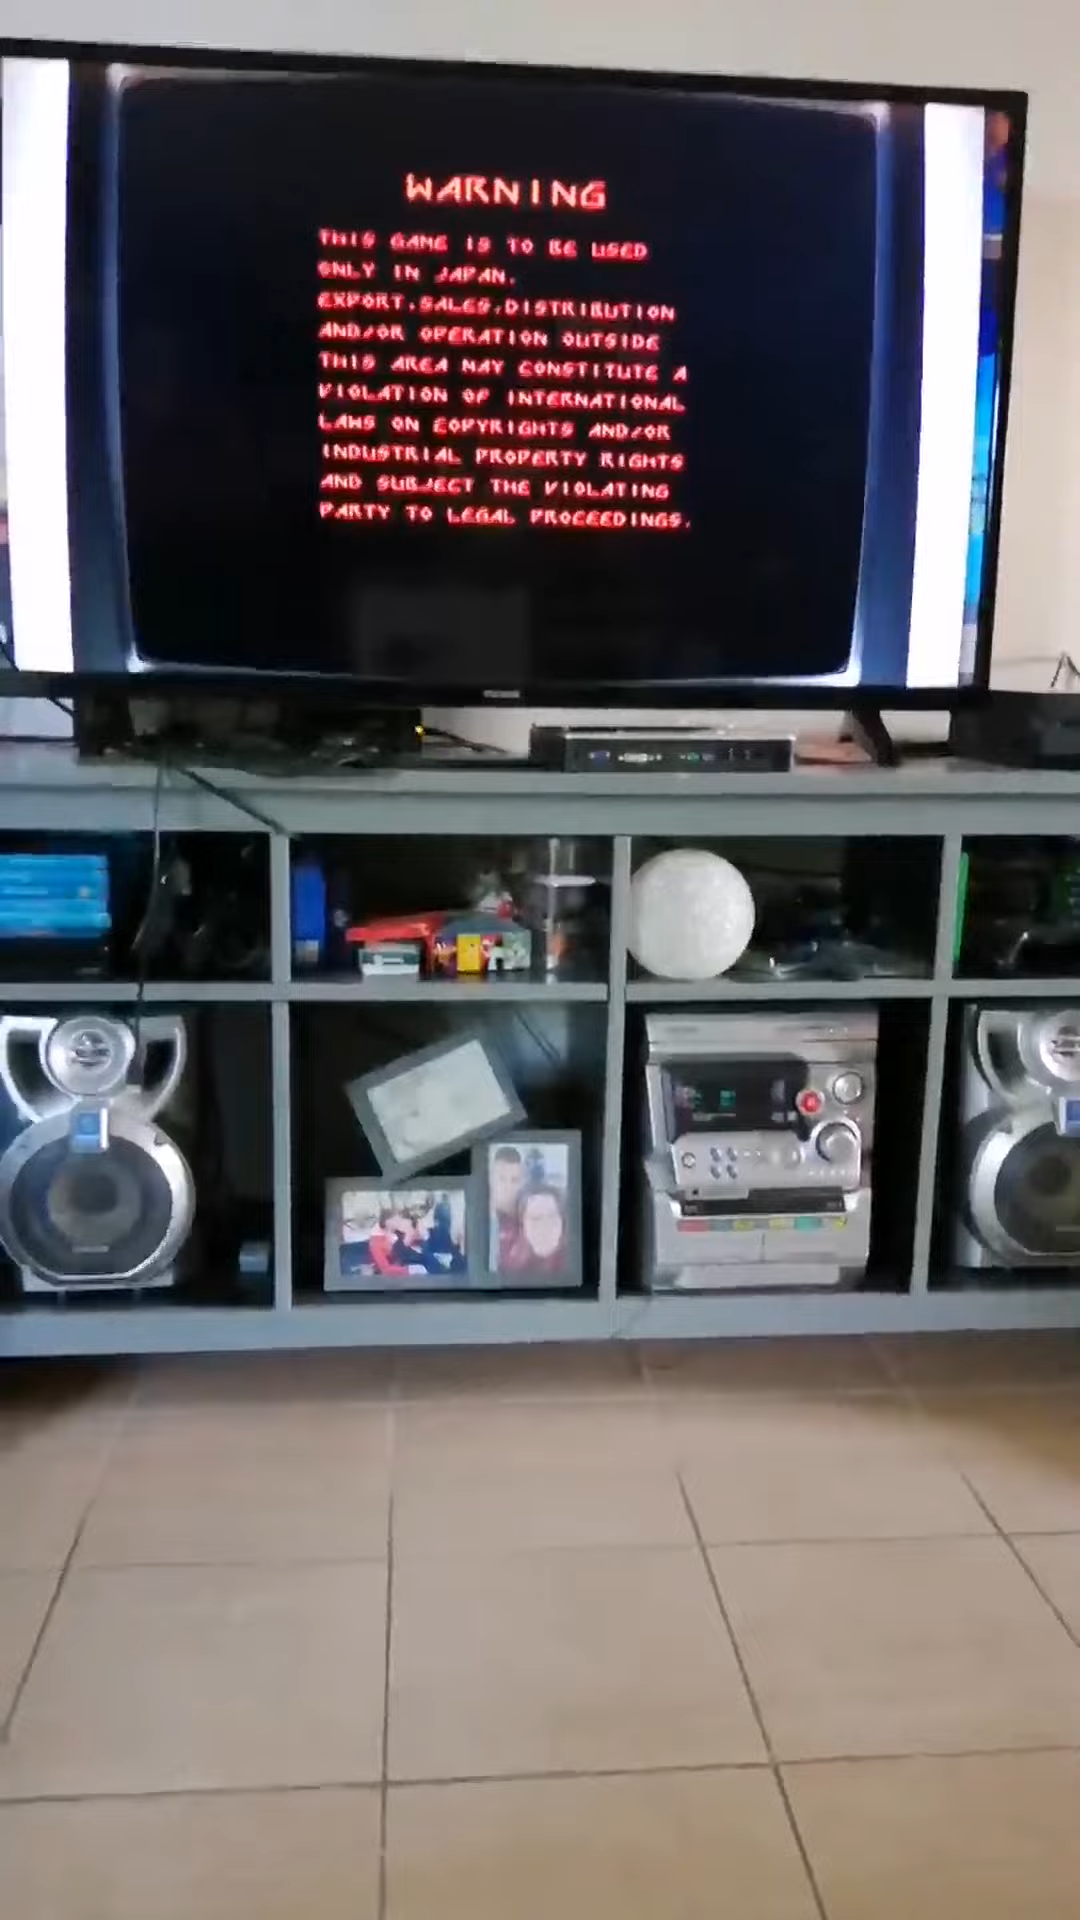 WARNING
THIS GAME IS TO BE USED
ONLY IN JAPAN.
EXPORT,SALES,DISTRIBUTION
AND/OR OPERATION OUTSIDE
THIS AREA MAY CONSTITUTE A
VIOLATION OF INTERNATIONAL
LAWS ON COPYRIGHTS AND/OR
INDUSTRIAL PROPERTY RIGHTS
AND SUBJECT THE VIOLATING
PARTY TO LEGAL PROCEEDINGS.